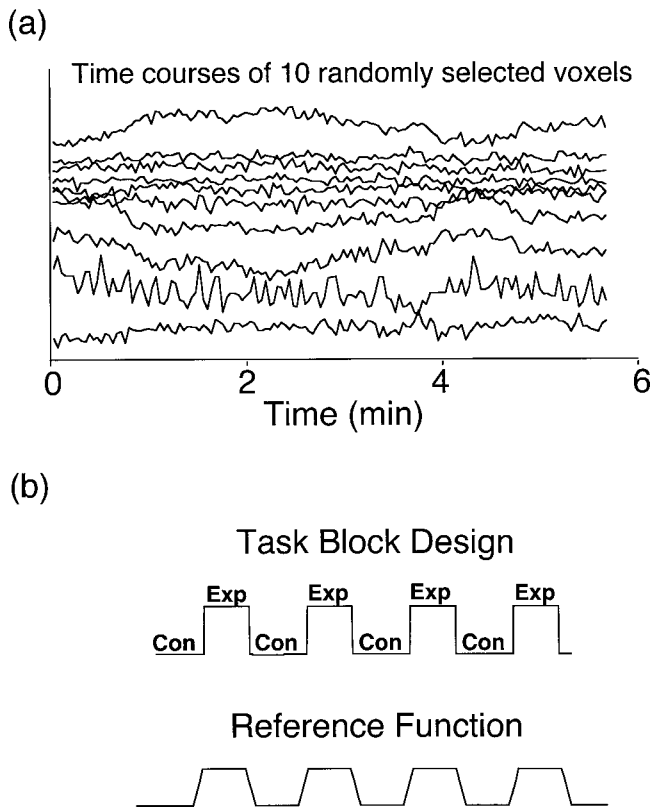 (a)
Time courses of 10 randomly selected voxels
0 2 4 6
Time (min)
(b)
Task Block Design
Exp Exp Exp Exp
Con Con Con Con
Reference Function